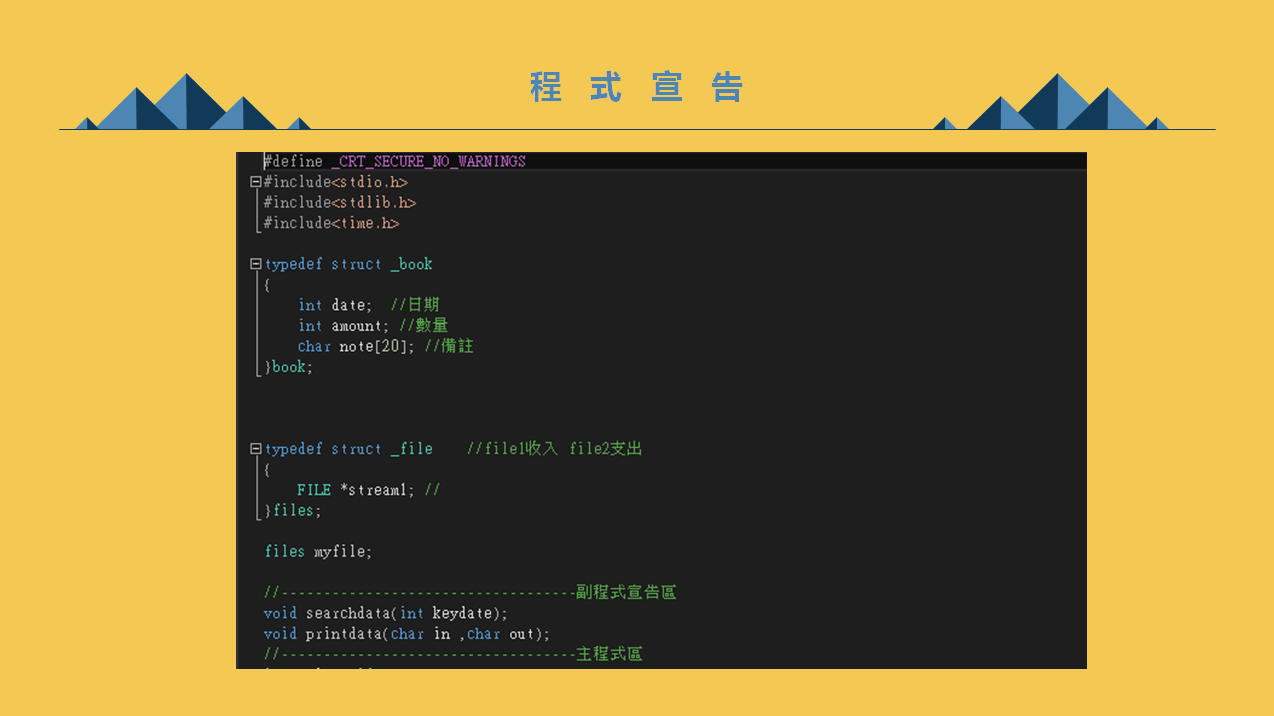 程式宣告
#define _CRT_SECURE_NO_WARNINGS
#include<stdio.h>
#include<stdlib.h>
#include<time.h>
typedef struct _book
{
int date; //日期
int amount; //數量
char note[20]; //備註
}book;
typedef struct _file //file1收入 file2支出
{
FILE *stream1; //
}files;
files myfile;
//-----------------------------------副程式宣告區
void searchdata(int keydate);
void printdata(char in ,char out);
//-----------------------------------主程式區